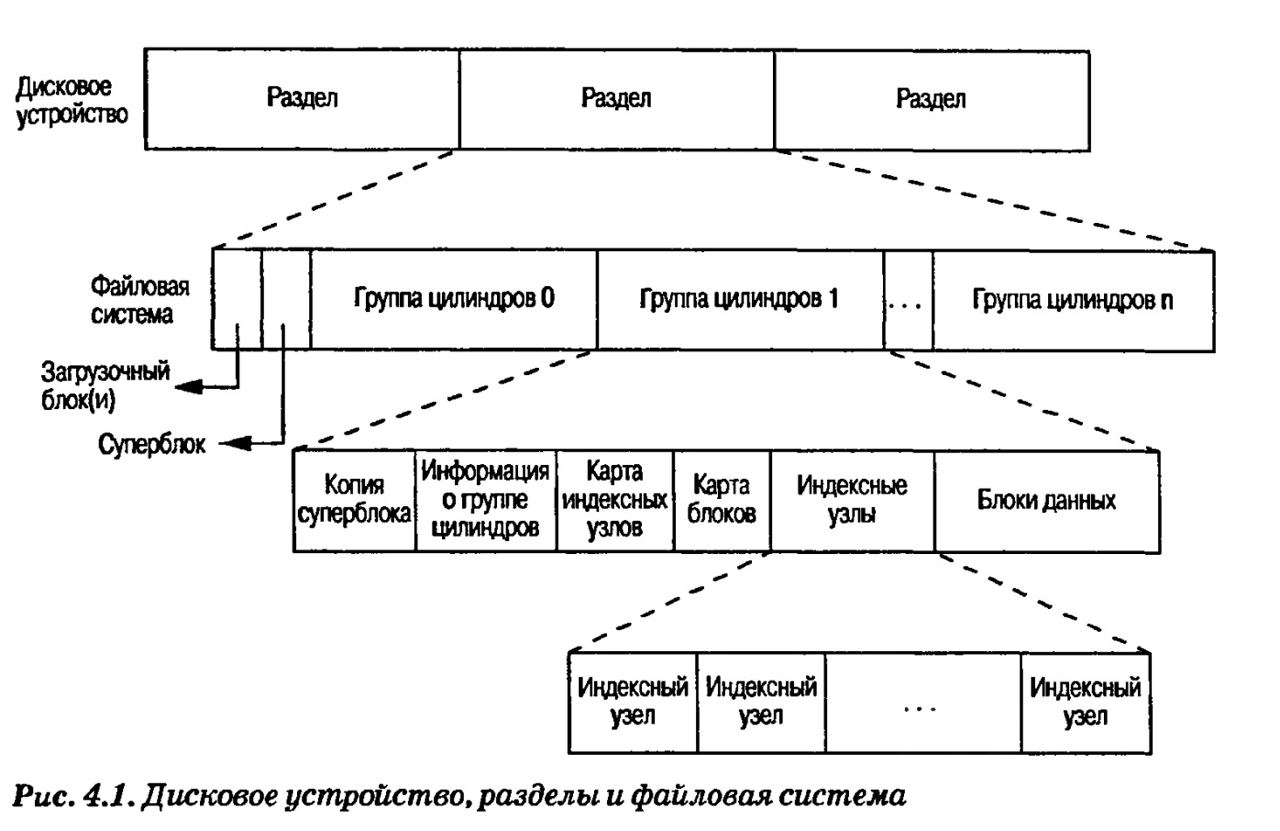 Дисковое
устройство
Раздел
Раздел
Раздел
Файловая
система
Группа цилиндров 0
Группа цилиндров 1
...
Группа цилиндров n
Загрузочный
блок(и)
Суперблок
Копия
суперблока
Информация
о группе
цилиндров
Карта
индексных
узлов
Карта
блоков
Индексные
узлы
Блоки данных
Индексный
узел
Индексный
узел
...
Индексный
узел
Рис. 4.1. Дисковое устройство, разделы и файловая система